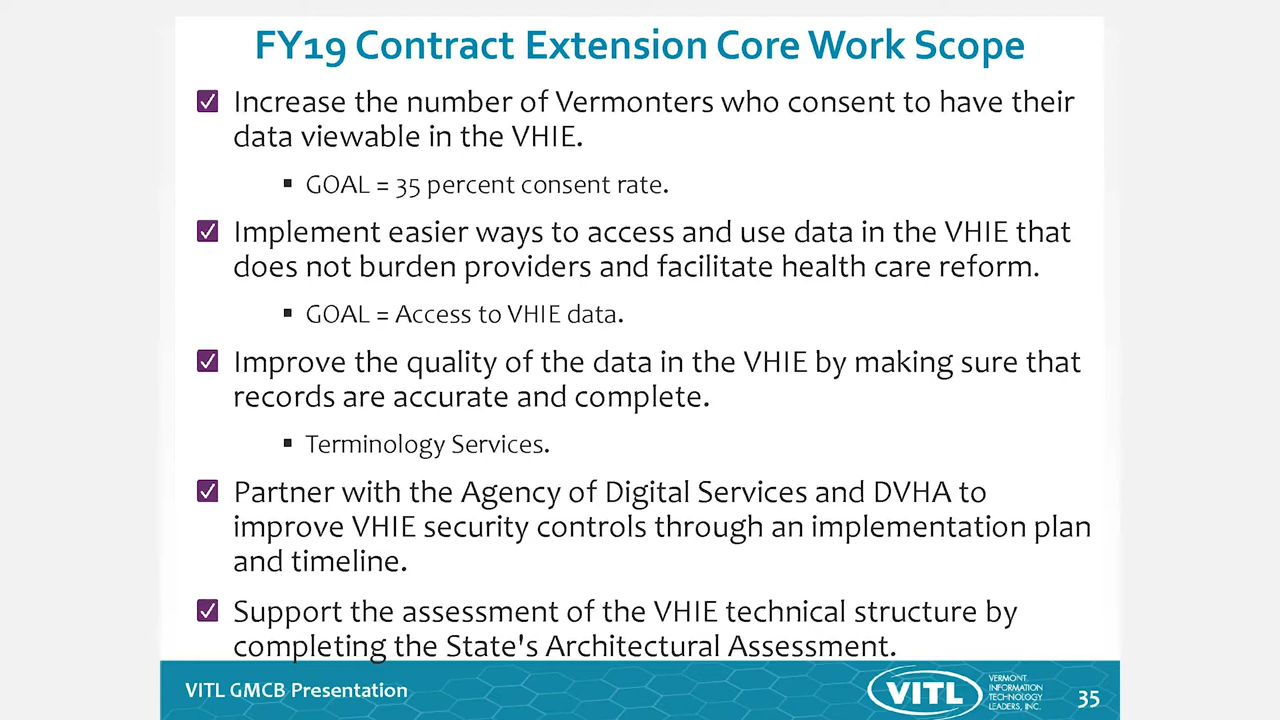 FY19 Contract Extension Core Work Scope
Increase the number of Vermonters who consent to have their
data viewable in the VHIE.
GOAL = 35 percent consent rate.
Implement easier ways to access and use data in the VHIE that
does not burden providers and facilitate health care reform.
GOAL = Access to VHIE data.
Improve the quality of the data in the VHIE by making sure that
records are accurate and complete.
Terminology Services.
Partner with the Agency of Digital Services and DVHA to
improve VHIE security controls through an implementation plan
and timeline.
Support the assessment of the VHIE technical structure by
completing the State's Architectural Assessment.
VITL GMCB Presentation
VITL
VERMONT
INFORMATION
TECHNOLOGY
LEADERS, INC.
35